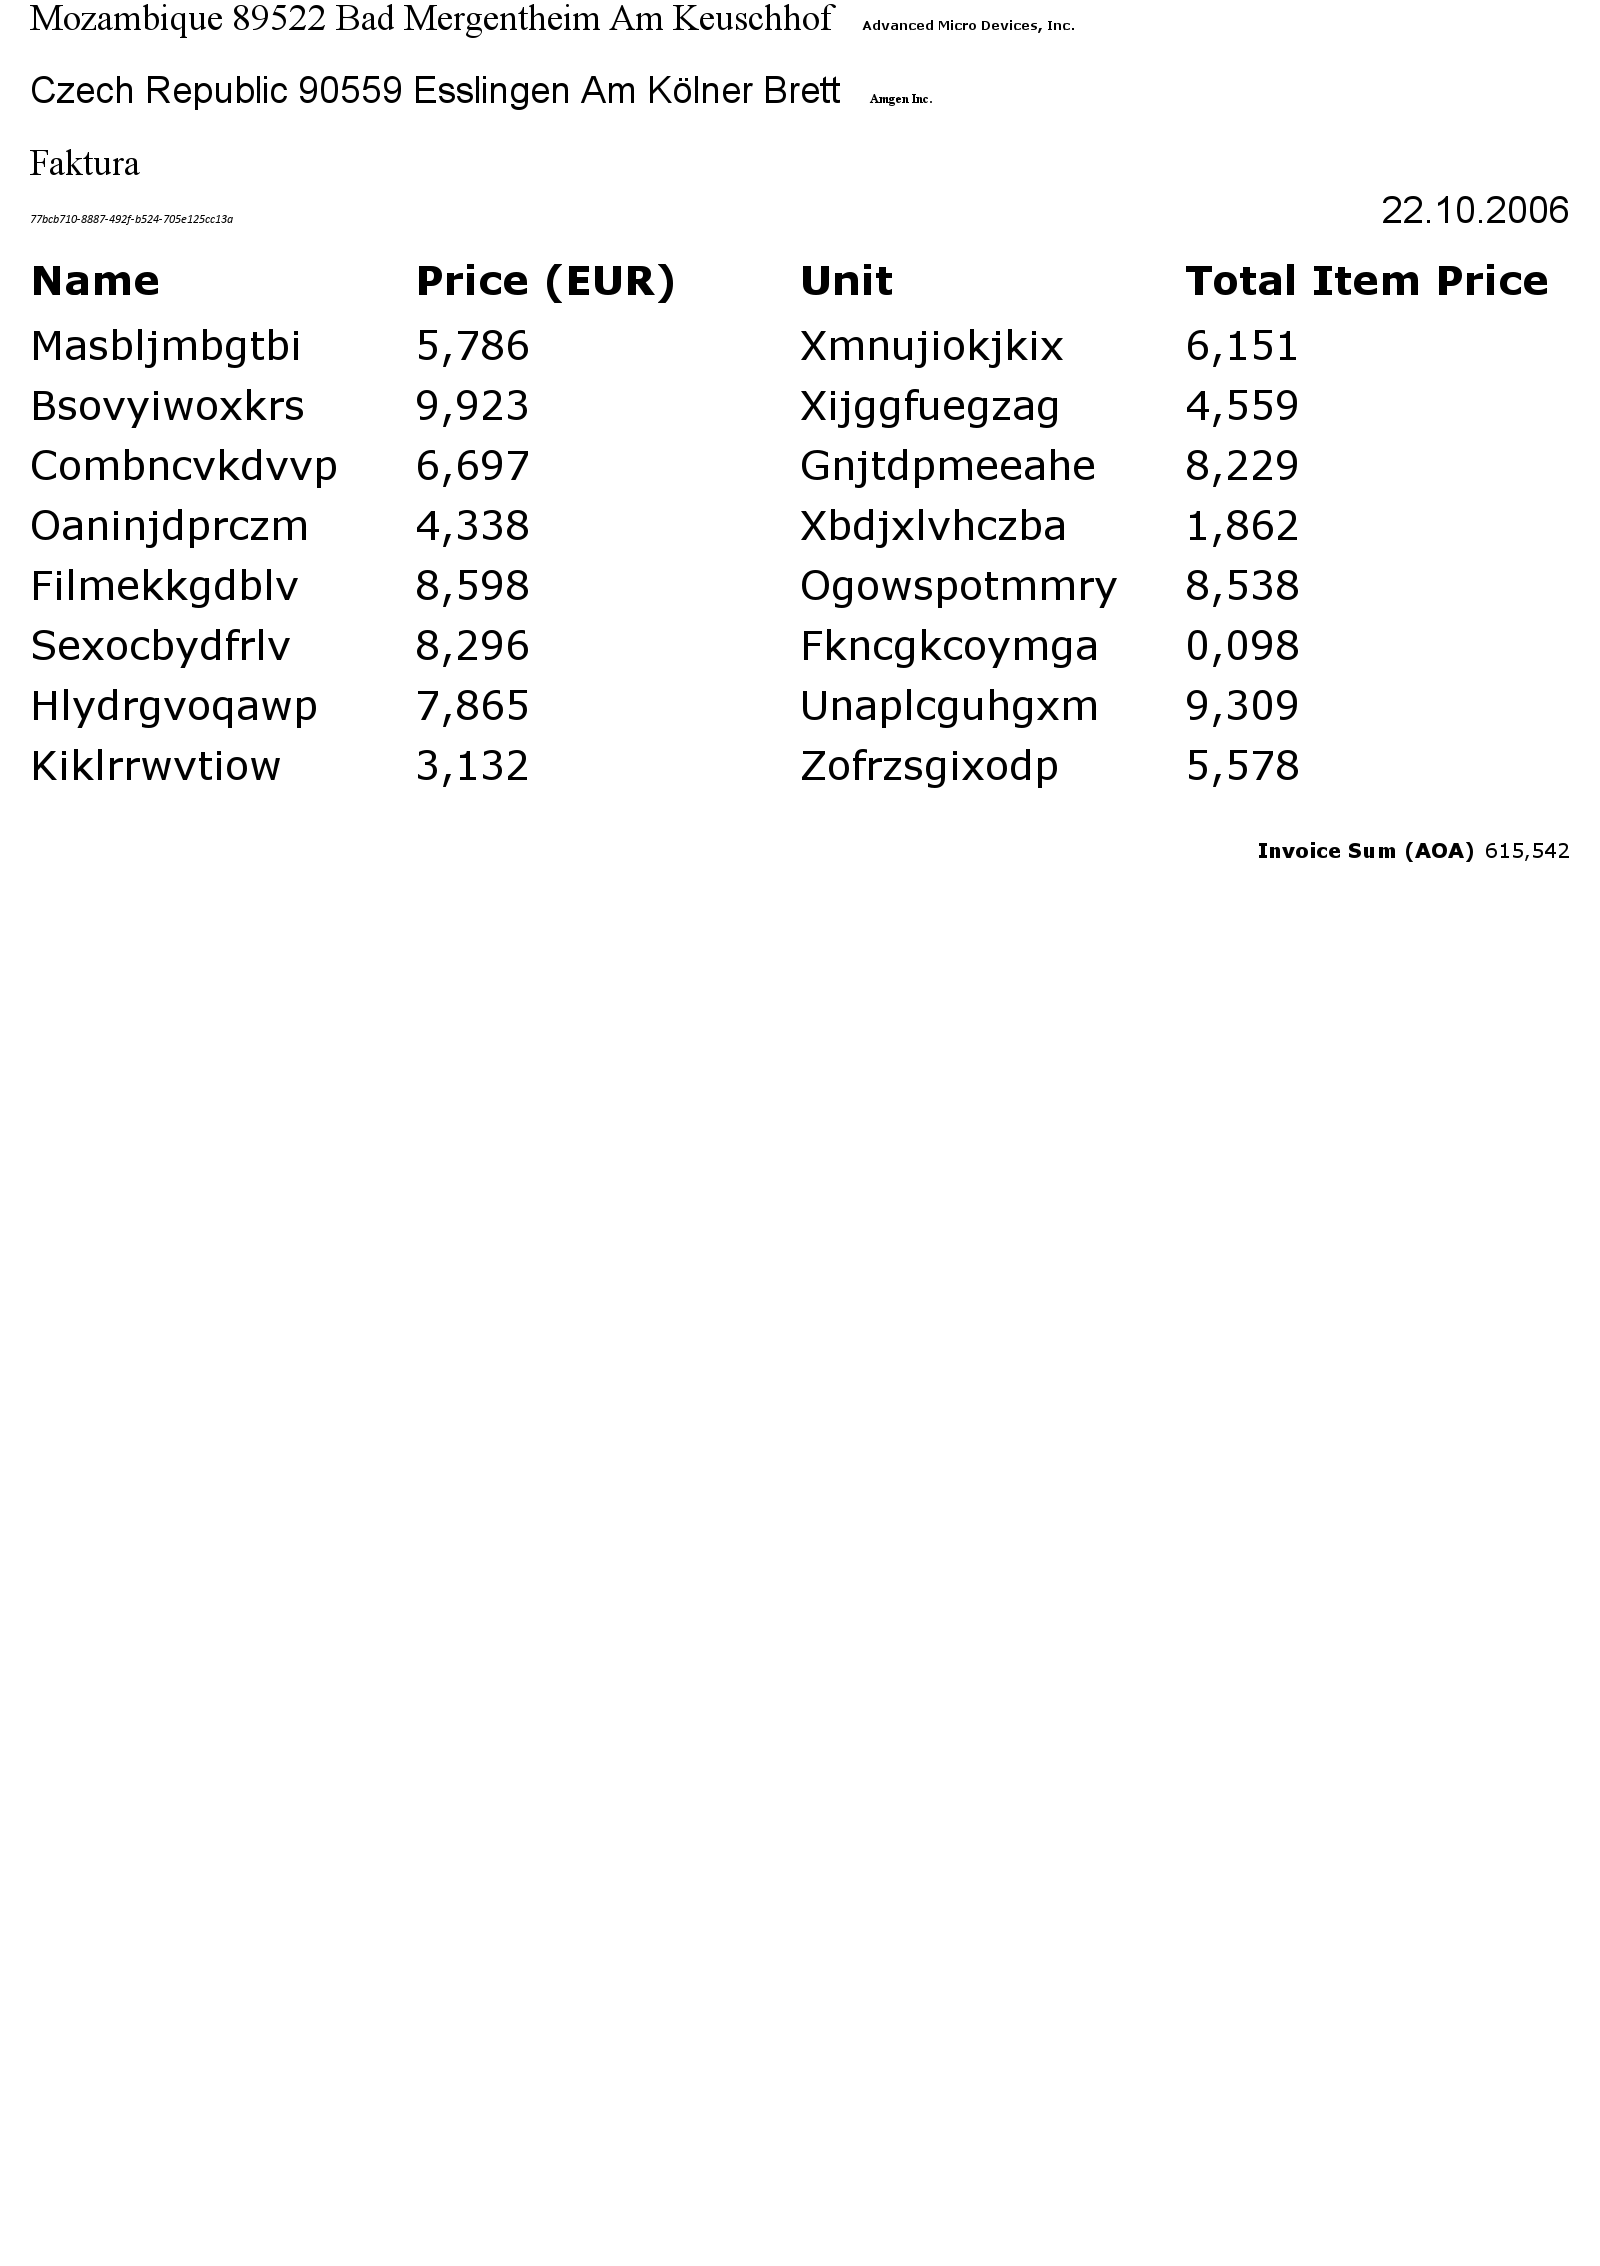 Mozambique 89522 Bad Mergentheim Am Keuschhof Advanced Micro Devices, Inc.
Czech Republic 90559 Esslingen Am Kölner Brett Amgen Inc.
Faktura
77bcb710-8887-492f-b524-705e125cc13a 22.10.2006
Name Price (EUR) Unit Total Item Price
Masbljmbgtbi 5,786 Xmnujiokjkix 6,151
Bsovyiwoxkrs 9,923 Xijggfuegzag 4,559
Combncvkdvvp 6,697 Gnjtdpmeeahe 8,229
Oaninjdprczm 4,338 Xbdjxlvhczba 1,862
Filmekkgdblv 8,598 Ogowspotmmry 8,538
Sexocbydfrlv 8,296 Fkncgkcoymga 0,098
Hlydrgvoqawp 7,865 Unaplcguhgxm 9,309
Kiklrrwvtiow 3,132 Zofrzsgixodp 5,578
Invoice Sum (AOA) 615,542